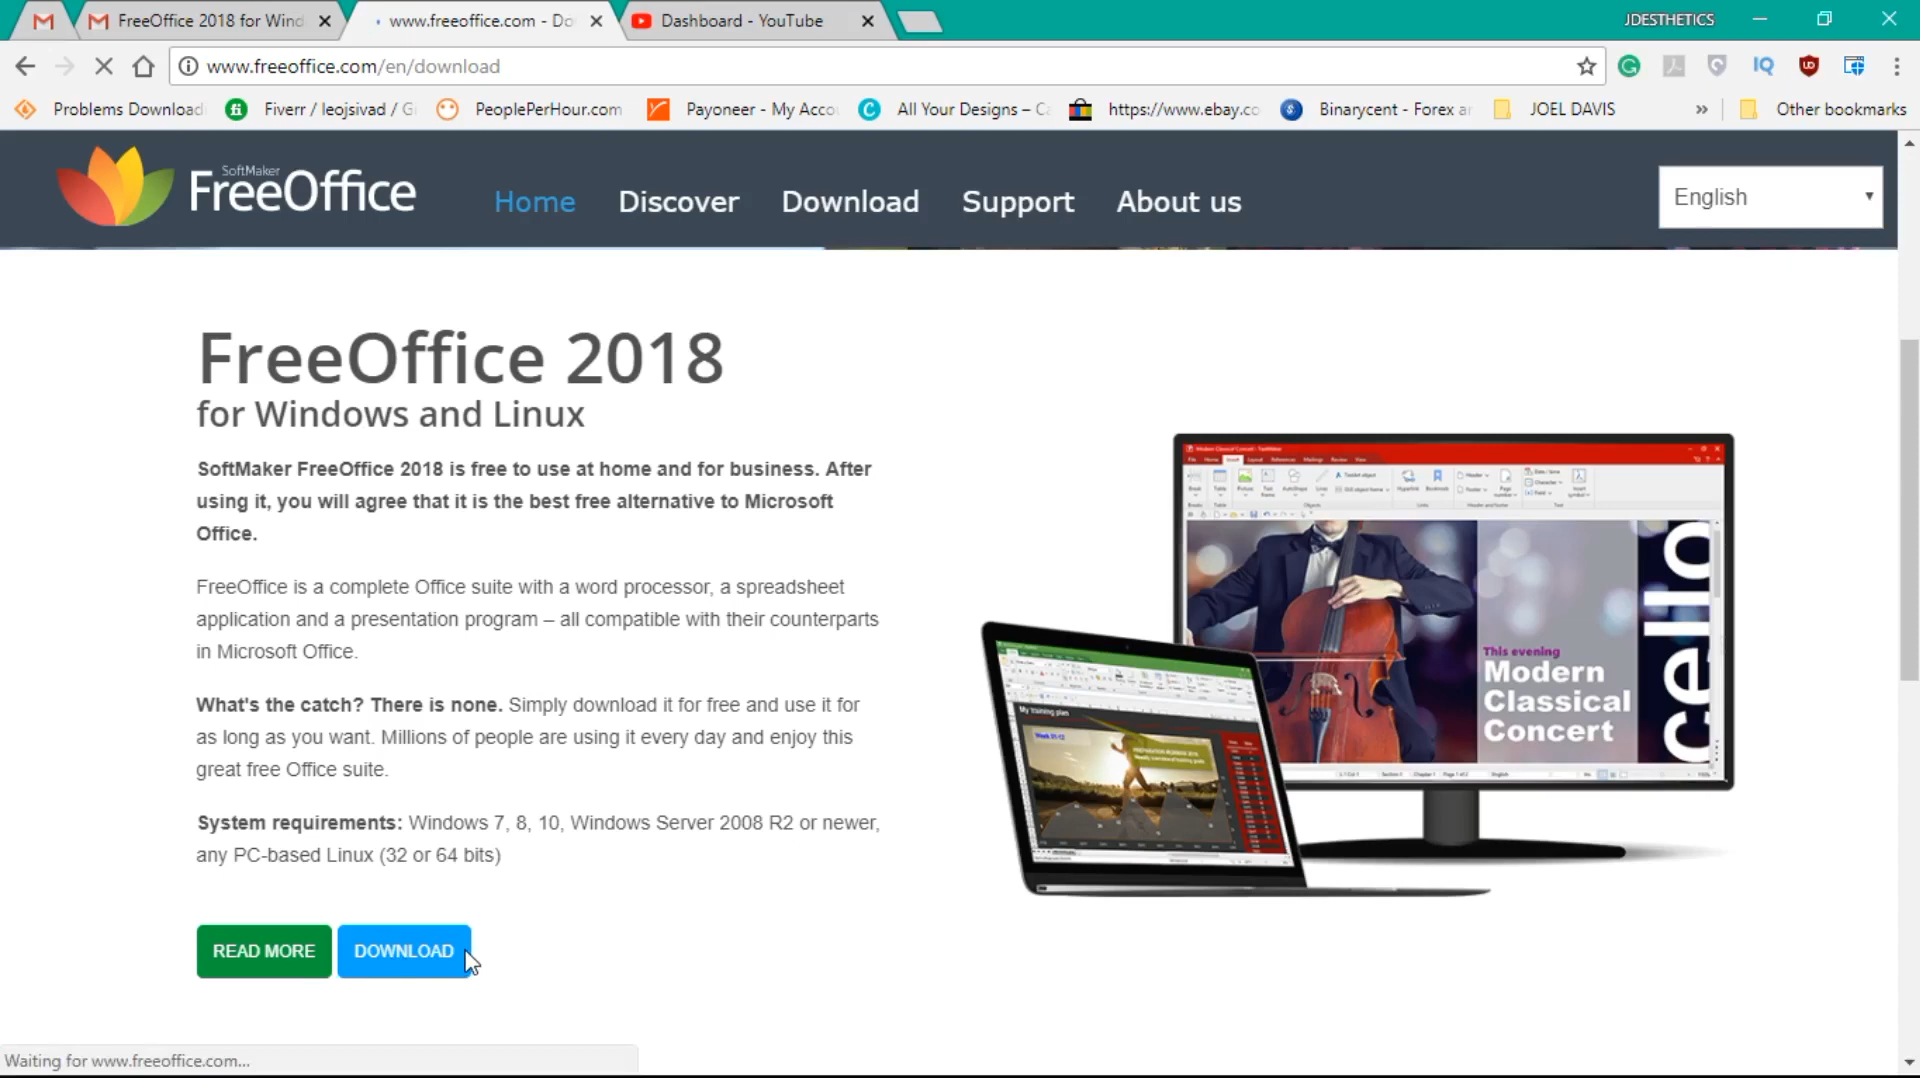 FreeOffice 2018 for Wind
www.freeoffice.com - Do
Dashboard - YouTube
JDESTHETICS
www.freeoffice.com/en/download
Problems Download
Fiverr / leojsivad / G
PeoplePerHour.com
Payoneer - My Acco
All Your Designs – Ca
https://www.ebay.co
Binarycent - Forex ar
JOEL DAVIS
»
Other bookmarks
SoftMaker
FreeOffice
Home
Discover
Download
Support
About us
English
FreeOffice 2018
for Windows and Linux
SoftMaker FreeOffice 2018 is free to use at home and for business. After
using it, you will agree that it is the best free alternative to Microsoft
Office.
FreeOffice is a complete Office suite with a word processor, a spreadsheet
application and a presentation program – all compatible with their counterparts
in Microsoft Office.
What's the catch? There is none. Simply download it for free and use it for
as long as you want. Millions of people are using it every day and enjoy this
great free Office suite.
System requirements: Windows 7, 8, 10, Windows Server 2008 R2 or newer,
any PC-based Linux (32 or 64 bits)
READ MORE
DOWNLOAD
This evening
Modern
Classical
Concert
cello
My training plan
Waiting for www.freeoffice.com...